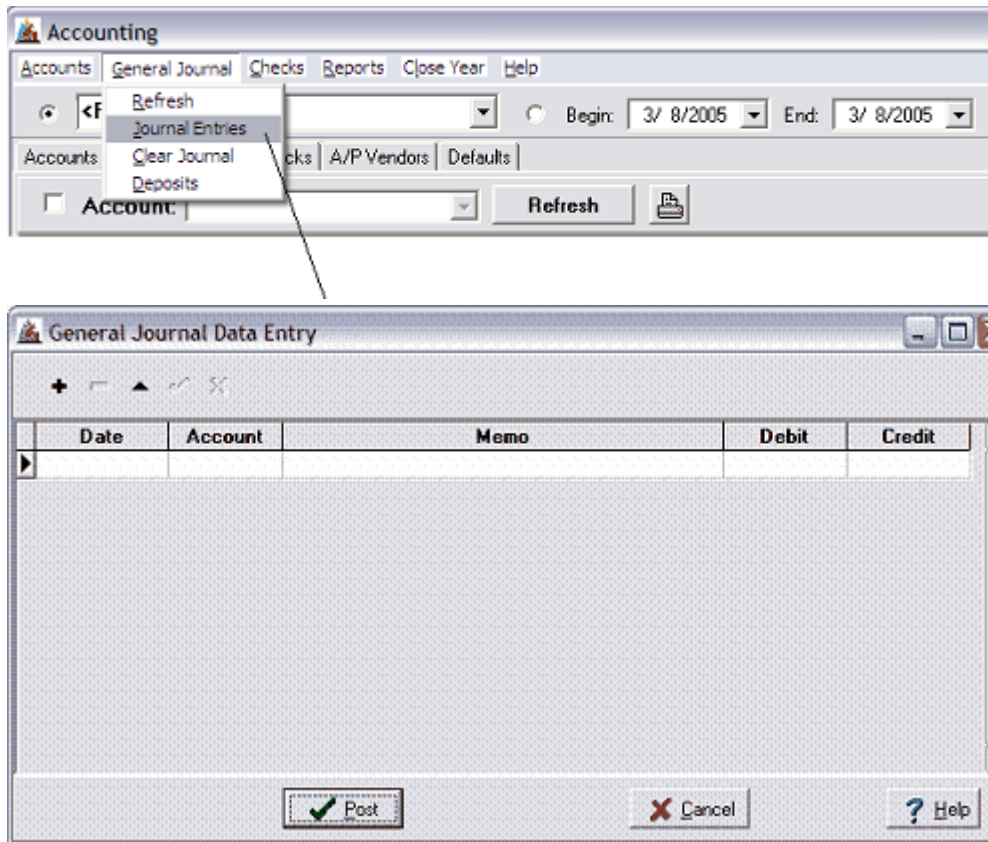 Accounting
Accounts General Journal Checks Reports Close Year Help
Refresh
Journal Entries
Clear Journal
Deposits
Begin: 3/ 8/2005 End: 3/ 8/2005
Accounts A/P Vendors Defaults
Account: Refresh
General Journal Data Entry
Date Account Memo Debit Credit
Post Cancel Help